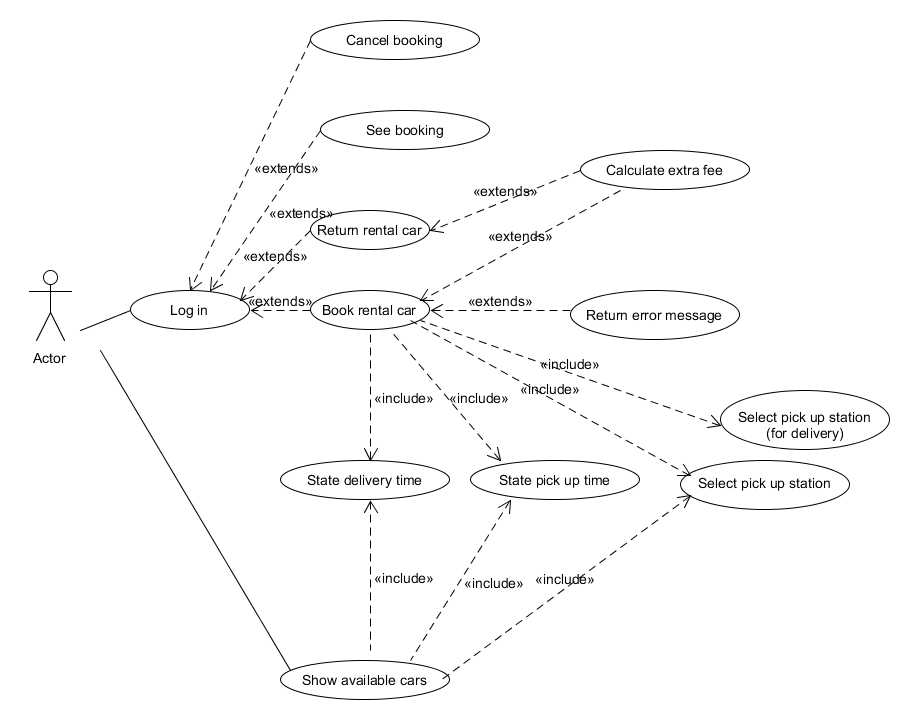 Cancel booking
See booking
«extends»
Calculate extra fee
«extends»
«extends»
Return rental car
«extends»
«extends»
Log in
«extends»
Book rental car
«extends»
Return error message
Actor
«include»
«include»
«include»
«include»
Select pick up station
(for delivery)
State delivery time
State pick up time
Select pick up station
«include»
«include»
«include»
Show available cars